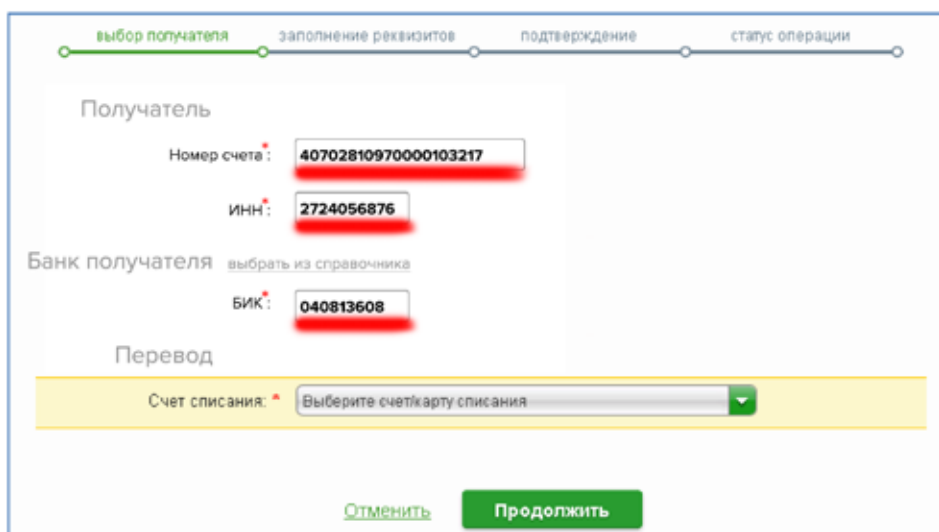 выбор получателя заполнение реквизитов подтверждение статус операции
Получатель
Номер счета*: 40702810970000103217
ИНН*: 2724056876
Банк получателя выбрать из справочника
БИК*: 040813608
Перевод
Счет списания: * Выберите счет/карту списания
Отменить Продолжить